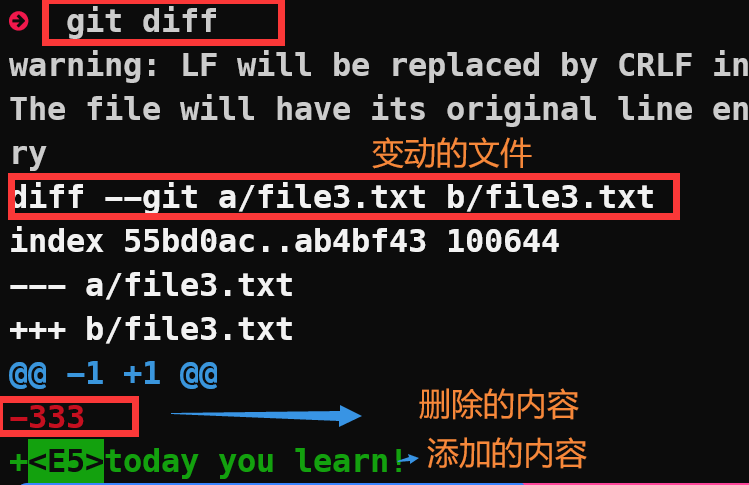 git diff
warning: LF will be replaced by CRLF in
The file will have its original line en
ry
变动的文件
diff --git a/file3.txt b/file3.txt
index 55bd0ac..ab4bf43 100644
--- a/file3.txt
+++ b/file3.txt
@@ -1 +1 @@
-333
删除的内容
+<E5>today you learn!
添加的内容